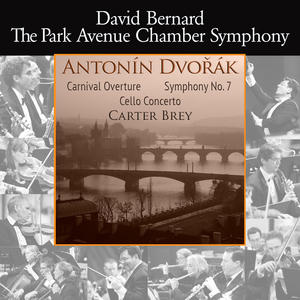 David Bernard
The Park Avenue Chamber Symphony
ANTONÍN DVOŘÁK
Carnival Overture Symphony No. 7
Cello Concerto
CARTER BREY